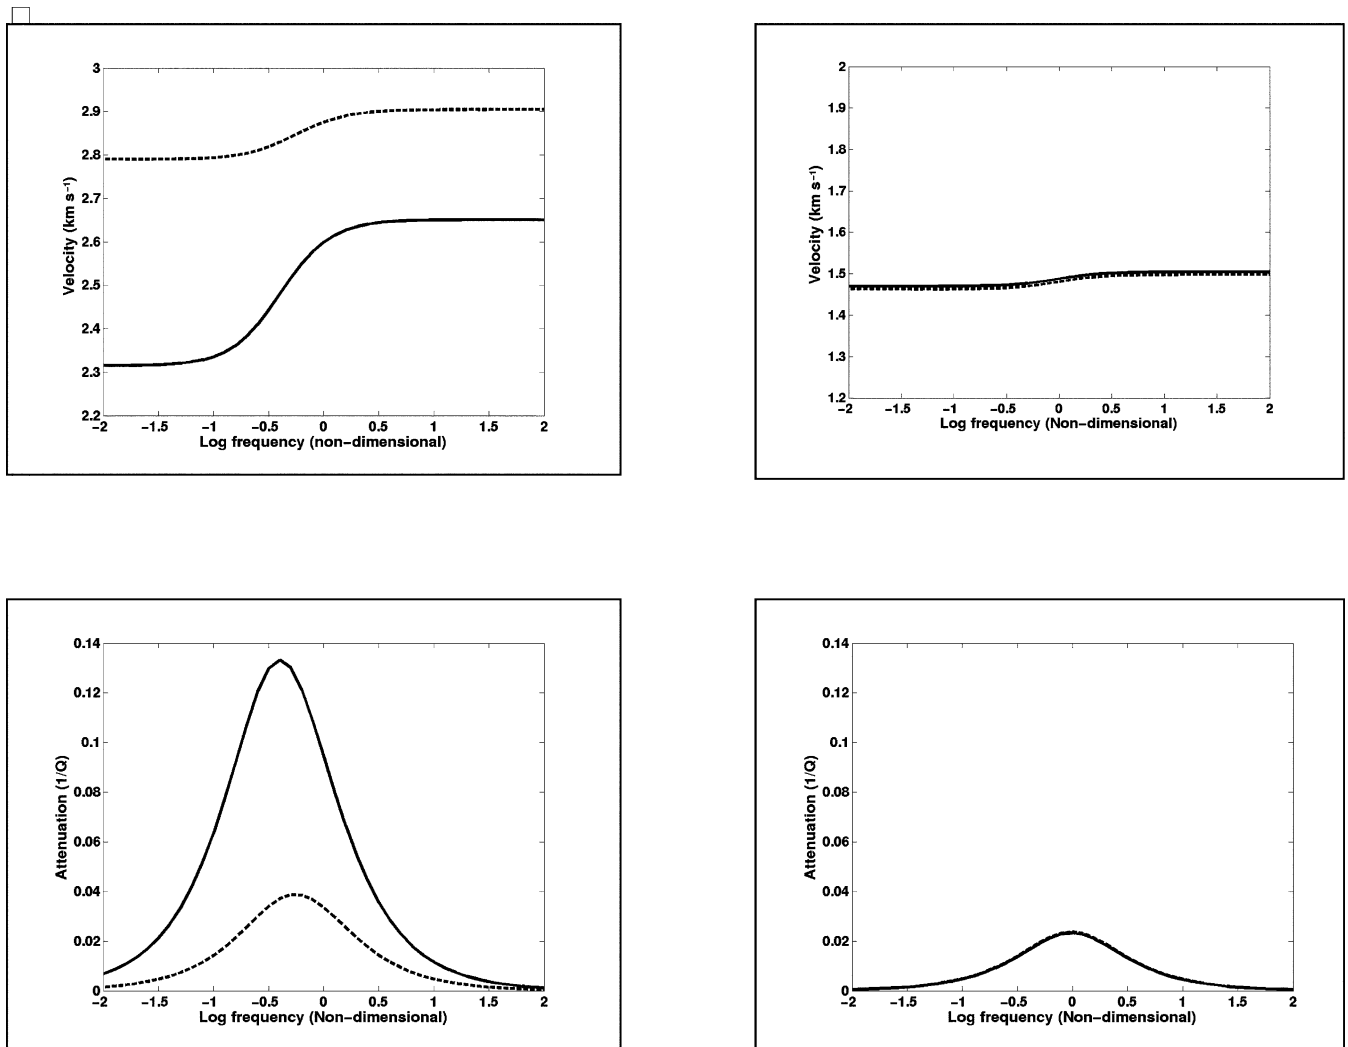 3
2.9
2.8
2.7
2.6
2.5
2.4
2.3
2.2
Velocity (km s⁻¹)
−2 −1.5 −1 −0.5 0 0.5 1 1.5 2
Log frequency (non−dimensional)
2
1.9
1.8
1.7
1.6
1.5
1.4
1.3
1.2
Velocity (km s⁻¹)
−2 −1.5 −1 −0.5 0 0.5 1 1.5 2
Log frequency (Non−dimensional)
0.14
0.12
0.1
0.08
0.06
0.04
0.02
0
Attenuation (1/Q)
−2 −1.5 −1 −0.5 0 0.5 1 1.5 2
Log frequency (Non−dimensional)
0.14
0.12
0.1
0.08
0.06
0.04
0.02
0
Attenuation (1/Q)
−2 −1.5 −1 −0.5 0 0.5 1 1.5 2
Log frequency (Non−dimensional)